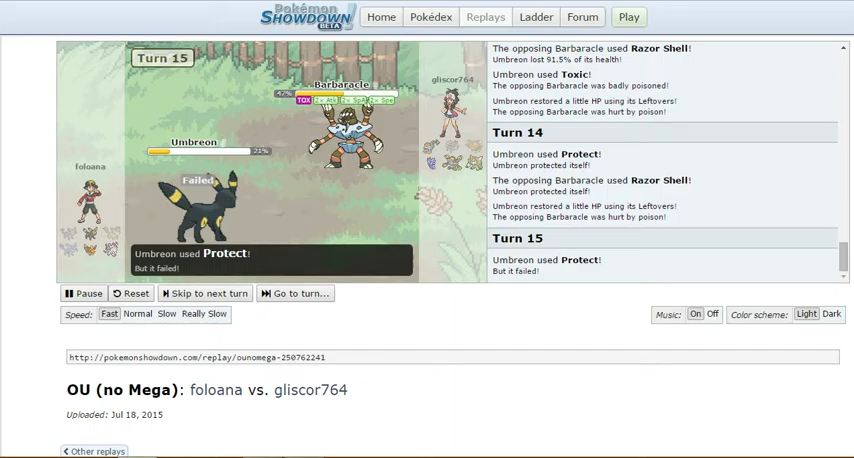 Pokémon
SHOWDOWN!
BETA
Home
Pokédex
Replays
Ladder
Forum
Play
Turn 15
gliscor764
Barbaracle
42%
TOX 2× Atk 2× SpA 2× Spe
Umbreon
21%
foloana
Failed
Umbreon used Protect!
But it failed!
The opposing Barbaracle used Razor Shell!
Umbreon lost 91.5% of its health!
Umbreon used Toxic!
The opposing Barbaracle was badly poisoned!
Umbreon restored a little HP using its Leftovers!
The opposing Barbaracle was hurt by poison!
Turn 14
Umbreon used Protect!
Umbreon protected itself!
The opposing Barbaracle used Razor Shell!
Umbreon protected itself!
Umbreon restored a little HP using its Leftovers!
The opposing Barbaracle was hurt by poison!
Turn 15
Umbreon used Protect!
But it failed!
Pause
Reset
Skip to next turn
Go to turn...
Speed: Fast Normal Slow Really Slow
Music: On Off
Color scheme: Light Dark
http://pokemonshowdown.com/replay/ounomega-250762241
OU (no Mega): foloana vs. gliscor764
Uploaded: Jul 18, 2015
Other replays